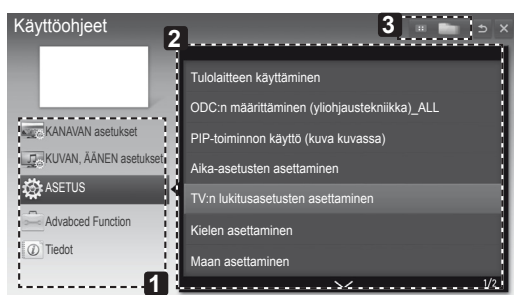 Käyttöohjeet
3
2
Tulolaitteen käyttäminen
ODC:n määrittäminen (yliohjaustekniikka)_ALL
PIP-toiminnon käyttö (kuva kuvassa)
Aika-asetusten asettaminen
TV:n lukitusasetusten asettaminen
Kielen asettaminen
Maan asettaminen
1/2
KANAVAN asetukset
KUVAN, ÄÄNEN asetukset
ASETUS
Advabced Function
Tiedot
1